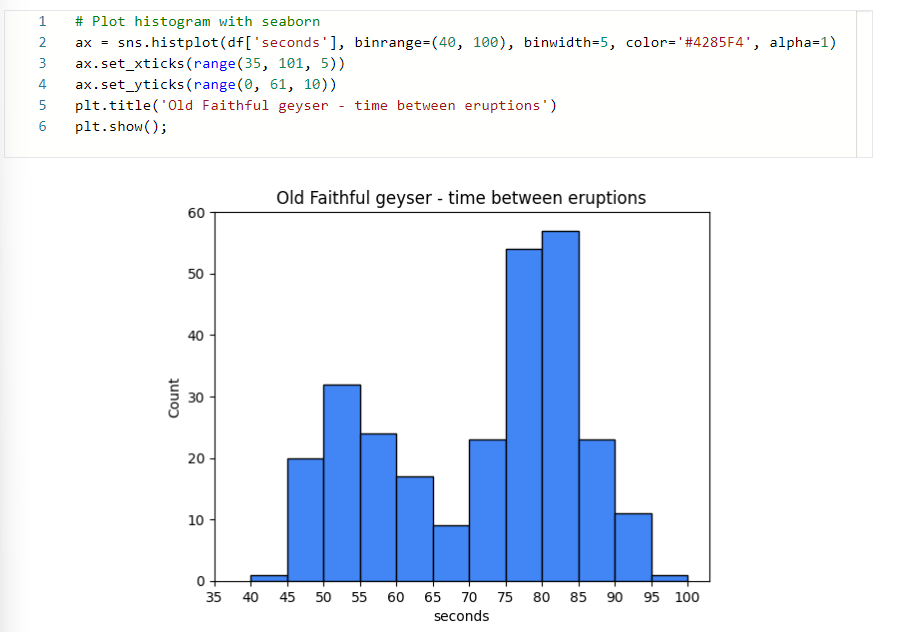 1 # Plot histogram with seaborn
2 ax = sns.histplot(df['seconds'], binrange=(40, 100), binwidth=5, color='#4285F4', alpha=1)
3 ax.set_xticks(range(35, 101, 5))
4 ax.set_yticks(range(0, 61, 10))
5 plt.title('Old Faithful geyser - time between eruptions')
6 plt.show();
Old Faithful geyser - time between eruptions
60
50
40
30
20
10
0
Count
35 40 45 50 55 60 65 70 75 80 85 90 95 100
seconds